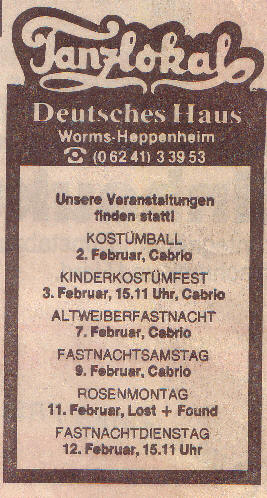 Tanzlokal
Deutsches Haus
Worms-Heppenheim
☎ (0 62 41) 3 39 53
Unsere Veranstaltungen
finden statt!
KOSTÜMBALL
2. Februar, Cabrio
KINDERKOSTÜMFEST
3. Februar, 15.11 Uhr, Cabrio
ALTWEIBERFASTNACHT
7. Februar, Cabrio
FASTNACHTSAMSTAG
9. Februar, Cabrio
ROSENMONTAG
11. Februar, Lost + Found
FASTNACHTDIENSTAG
12. Februar, 15.11 Uhr